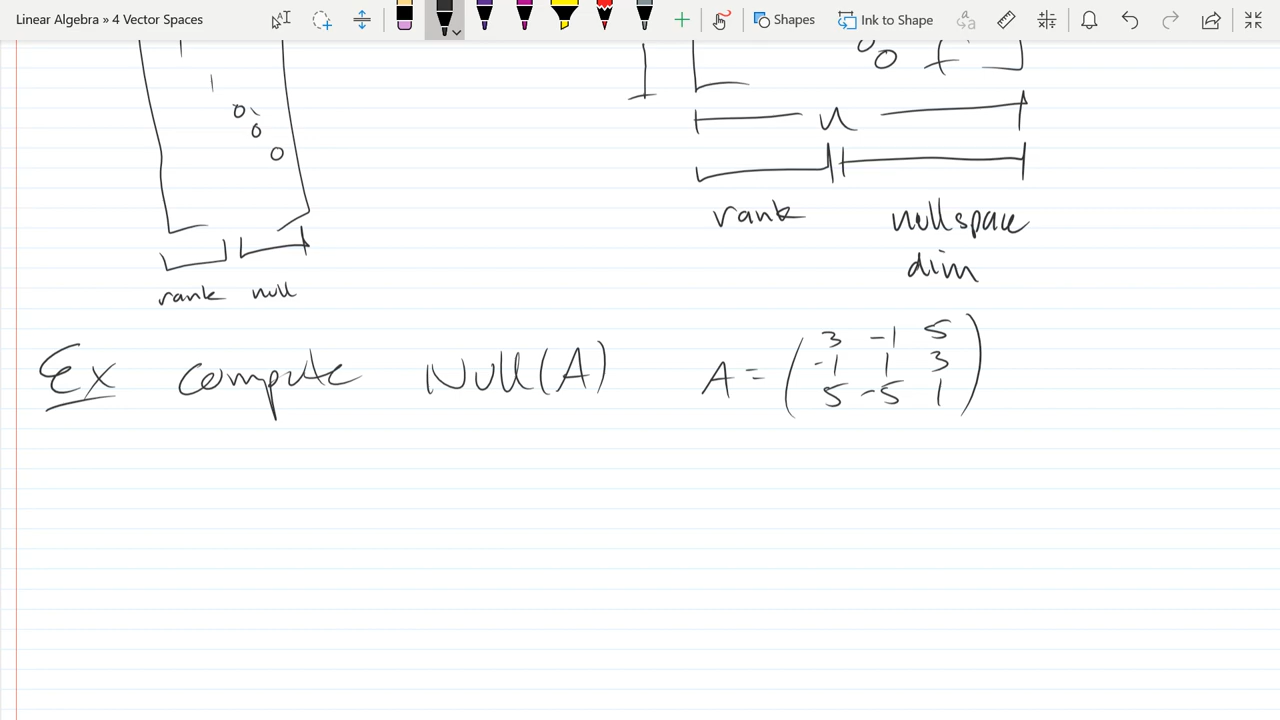 Linear Algebra » 4 Vector Spaces
Shapes
Ink to Shape
n
rank
nullspace
dim
rank null
Ex compute Null(A) A = ( 3 -1 5
-1 1 3
5 -5 1 )